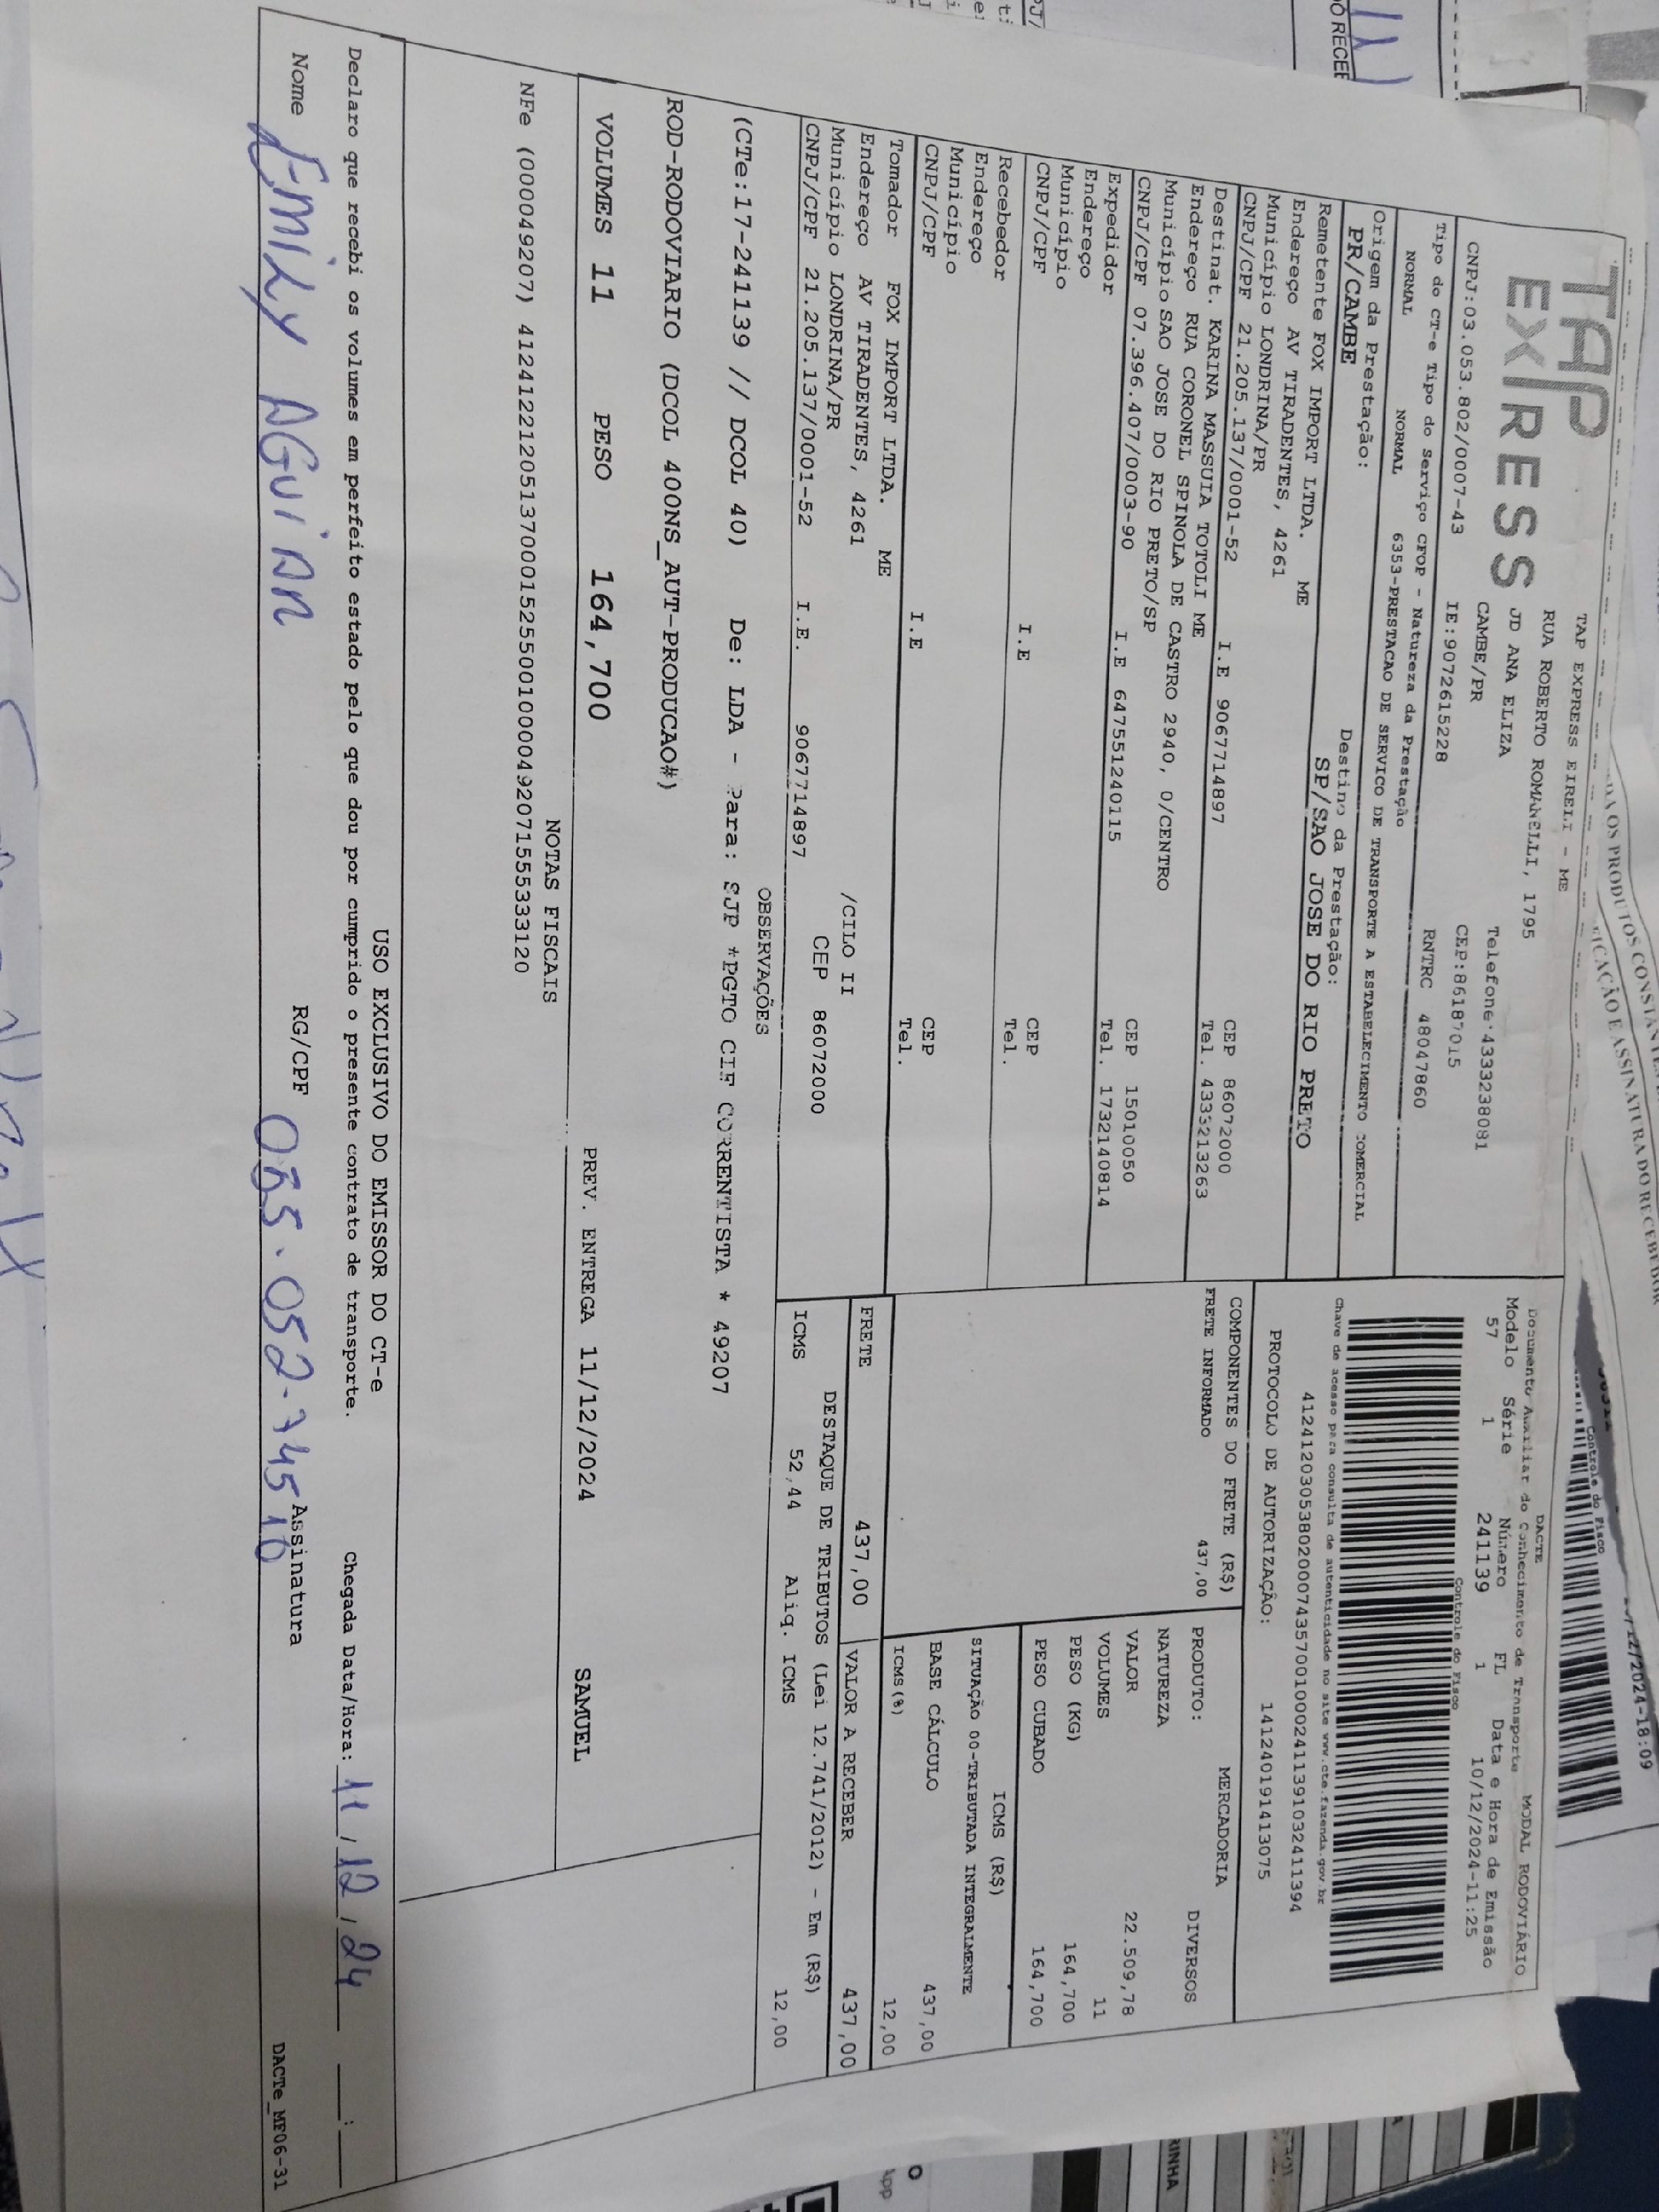 TAP
EXPRESS
TAP EXPRESS EIRELI - ME
RUA ROBERTO ROMANELLI, 1795
JD ANA ELIZA
CAMBE/PR
Telefone:4333238081
CEP:86187015
CNPJ:03.053.802/0007-43 IE:9072615228
RNTRC 48047860
Tipo do CT-e Tipo do Serviço CFOP - Natureza da Prestação
NORMAL NORMAL 6353-PRESTACAO DE SERVICO DE TRANSPORTE A ESTABELECIMENTO COMERCIAL
Origem da Prestação: Destino da Prestação:
PR/CAMBE SP/SAO JOSE DO RIO PRETO
DACTE
Documento Auxiliar do Conhecimento de Transporte
MODAL RODOVIÁRIO
Modelo Série Número FL Data e Hora de Emissão
57 1 241139 1 10/12/2024-11:25
Controle do Fisco
Chave de acesso para consulta de autenticidade no site www.cte.fazenda.gov.br
41241203053802000743570010002411391032411394
PROTOCOLO DE AUTORIZAÇÃO: 141240191413075
Remetente FOX IMPORT LTDA. ME
Endereço AV TIRADENTES, 4261
Município LONDRINA/PR CEP 86072000
CNPJ/CPF 21.205.137/0001-52 I.E 9067714897 Tel. 4333213263
Destinat. KARINA MASSUIA TOTOLI ME
Endereço RUA CORONEL SPINOLA DE CASTRO 2940, 0/CENTRO
Município SAO JOSE DO RIO PRETO/SP CEP 15010050
CNPJ/CPF 07.396.407/0003-90 I.E 647551240115 Tel. 1732140814
Expedidor
Endereço
Município CEP
CNPJ/CPF I.E Tel.
Recebedor
Endereço
Município CEP
CNPJ/CPF I.E Tel.
Tomador FOX IMPORT LTDA. ME
Endereço AV TIRADENTES, 4261 /CILO II
Município LONDRINA/PR CEP 86072000
CNPJ/CPF 21.205.137/0001-52 I.E. 9067714897
COMPONENTES DO FRETE (R$)
FRETE INFORMADO 437,00
MERCADORIA
PRODUTO: DIVERSOS
NATUREZA
VALOR 22.509,78
VOLUMES 11
PESO (KG) 164,700
PESO CUBADO 164,700
ICMS (R$)
SITUAÇÃO 00-TRIBUTADA INTEGRALMENTE
BASE CÁLCULO 437,00
ICMS(%) 12,00
FRETE 437,00 VALOR A RECEBER 437,00
DESTAQUE DE TRIBUTOS (Lei 12.741/2012) - Em (R$)
ICMS 52,44 Aliq. ICMS 12,00
OBSERVAÇÕES
(CTe:17-241139 // DCOL 40) De: LDA - Para: SJP *PGTO CIF CORRENTISTA * 49207
ROD-RODOVIARIO (DCOL 400NS_AUT-PRODUCAO#)
VOLUMES 11 PESO 164,700 PREV. ENTREGA 11/12/2024 SAMUEL
NOTAS FISCAIS
NFe (000049207) 41241221205137000152550010000492071555333120
USO EXCLUSIVO DO EMISSOR DO CT-e
Declaro que recebi os volumes em perfeito estado pelo que dou por cumprido o presente contrato de transporte. Chegada Data/Hora: 11/12/24 __:__
Nome Emily AGuiAR RG/CPF Assinatura
DACTe_MF06-31